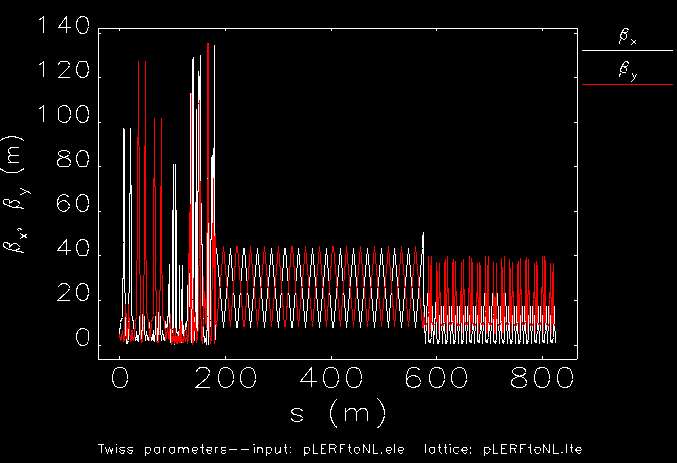 140
120
100
80
60
40
20
0
βx, βy (m)
0 200 400 600 800
s (m)
βx
βy
Twiss parameters--input: pLERFtoNL.ele lattice: pLERFtoNL.lte